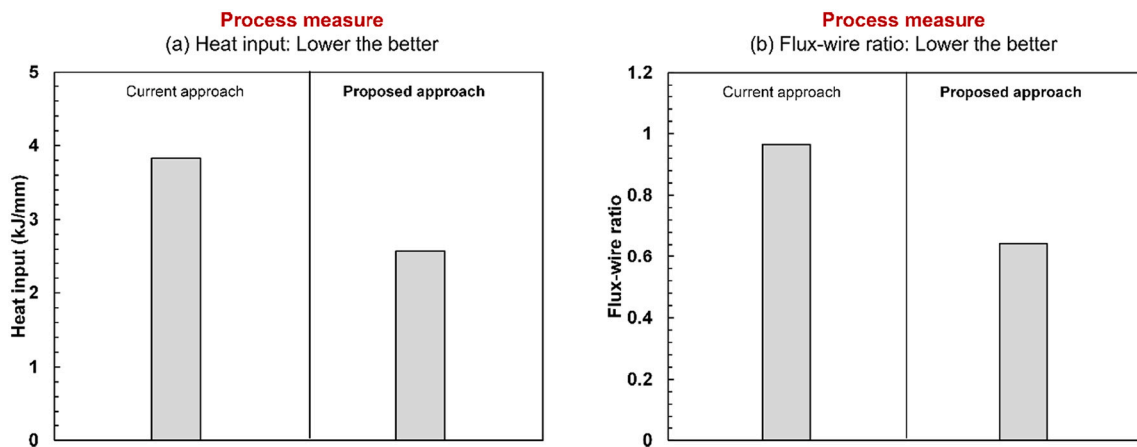 Process measure
(a) Heat input: Lower the better
5
4
3
2
1
0
Heat input (kJ/mm)
Current approach
Proposed approach
Process measure
(b) Flux-wire ratio: Lower the better
1.2
1
0.8
0.6
0.4
0.2
0
Flux-wire ratio
Current approach
Proposed approach